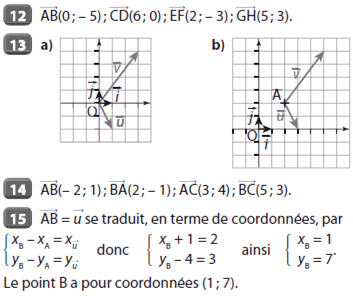 12 AB(0 ; – 5) ; CD(6 ; 0) ; EF(2 ; – 3) ; GH(5 ; 3).
13 a) b)
v v
A
j i u
j u
O
O i
14 AB(– 2 ; 1) ; BA(2 ; – 1) ; AC(3 ; 4) ; BC(5 ; 3).
15 AB = u se traduit, en terme de coordonnées, par
{ x_B – x_A = x_u donc { x_B + 1 = 2 ainsi { x_B = 1
{ y_B – y_A = y_u { y_B – 4 = 3 { y_B = 7.
Le point B a pour coordonnées (1 ; 7).